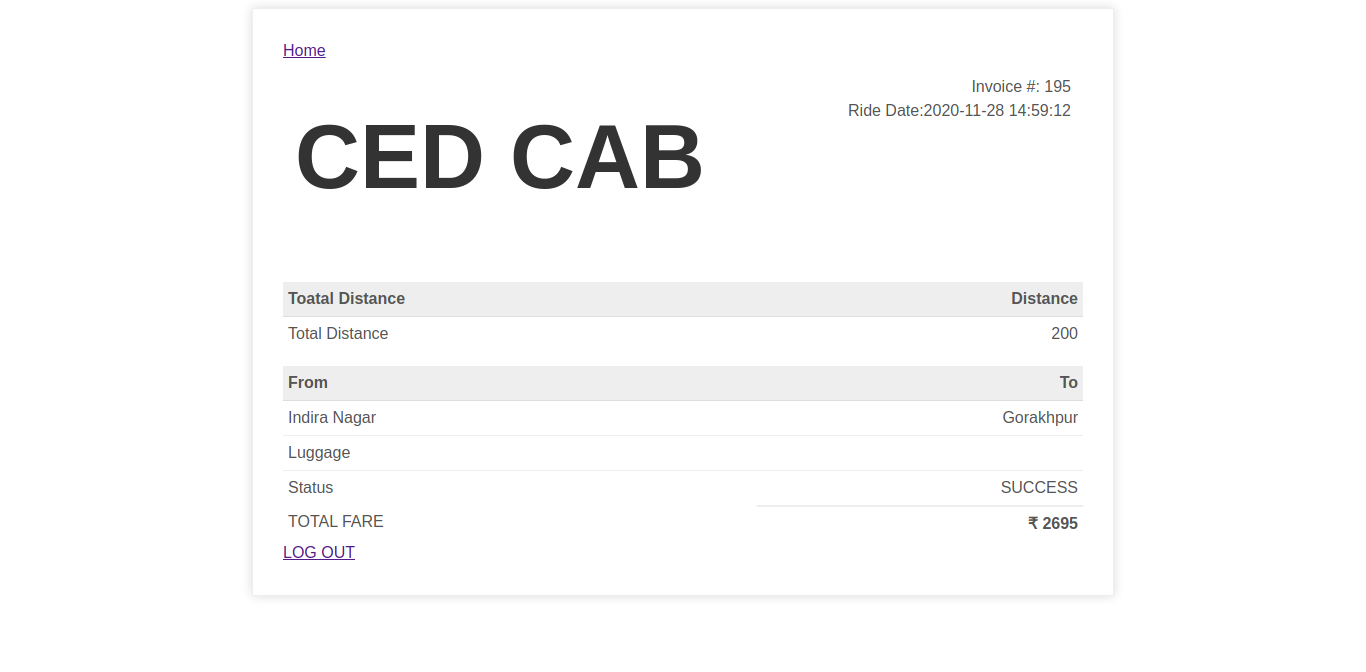 Home
Invoice #: 195
Ride Date:2020-11-28 14:59:12
CED CAB
Toatal Distance Distance
Total Distance 200
From To
Indira Nagar Gorakhpur
Luggage
Status SUCCESS
TOTAL FARE ₹ 2695
LOG OUT